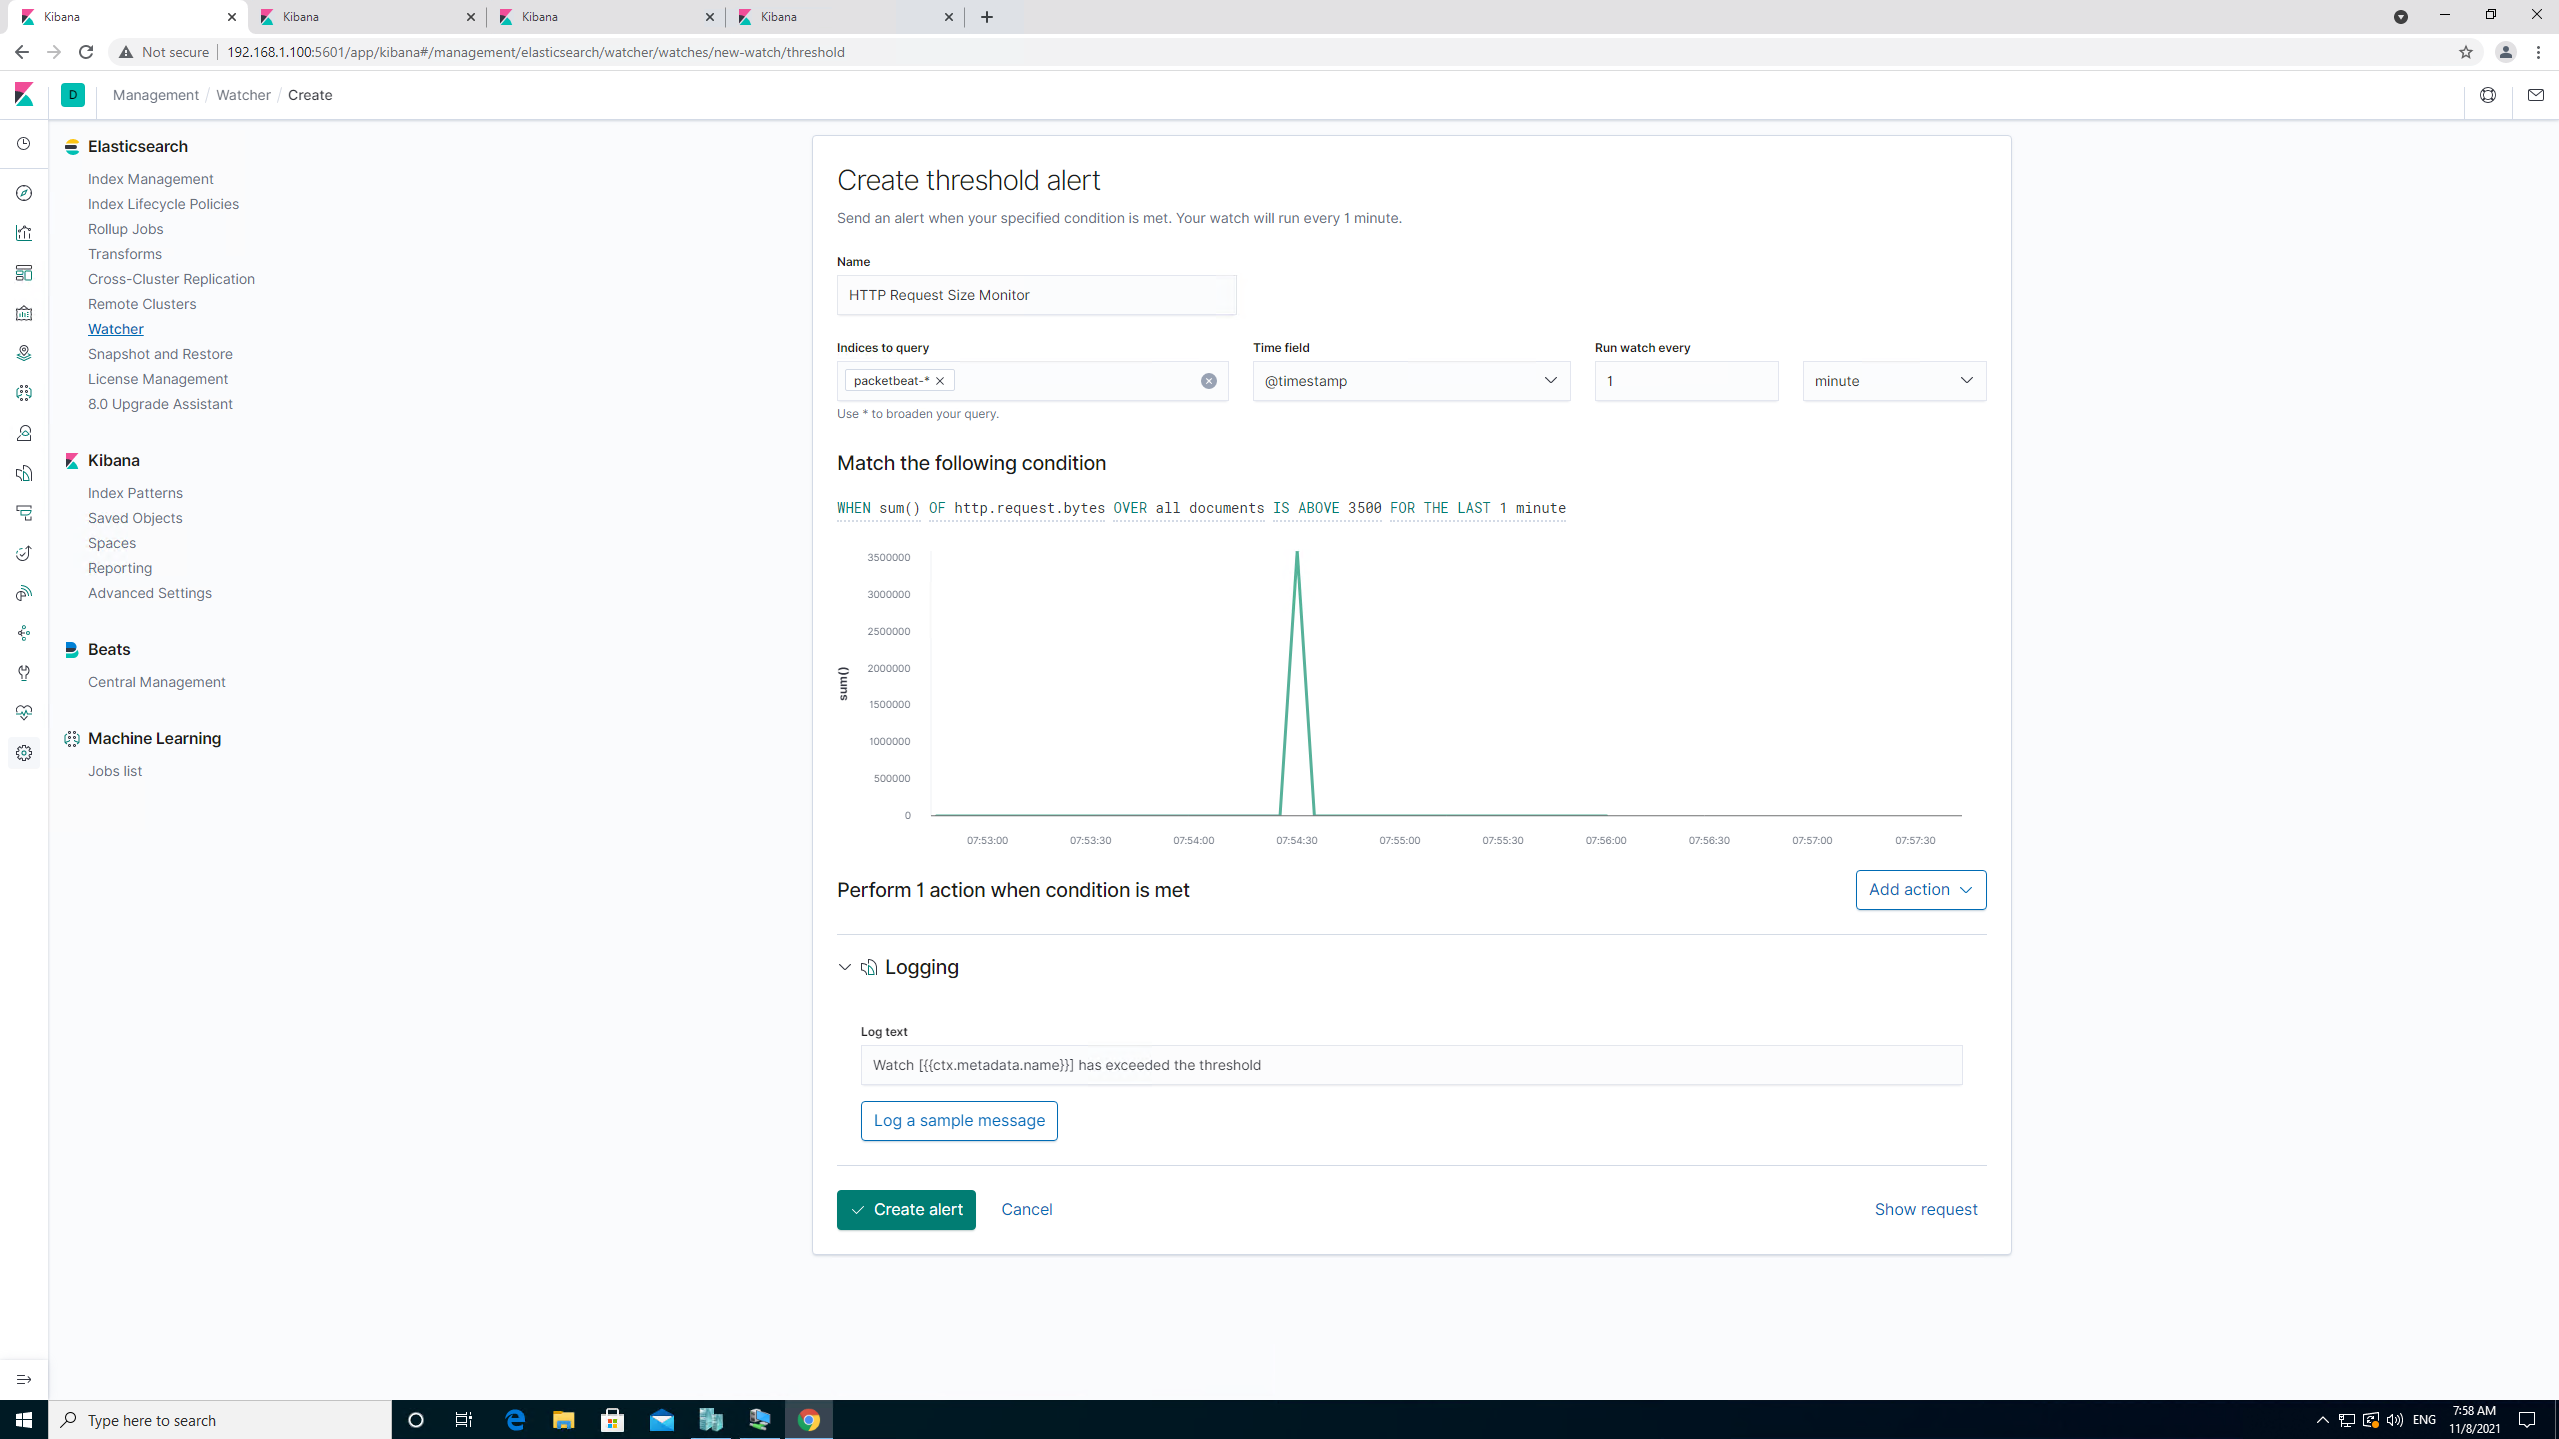 Kibana
Kibana
Kibana
Kibana
Not secure
192.168.1.100:5601/app/kibana#/management/elasticsearch/watcher/watches/new-watch/threshold
D
Management / Watcher / Create
Elasticsearch
Index Management
Index Lifecycle Policies
Rollup Jobs
Transforms
Cross-Cluster Replication
Remote Clusters
Watcher
Snapshot and Restore
License Management
8.0 Upgrade Assistant
Kibana
Index Patterns
Saved Objects
Spaces
Reporting
Advanced Settings
Beats
Central Management
Machine Learning
Jobs list
Create threshold alert
Send an alert when your specified condition is met. Your watch will run every 1 minute.
Name
HTTP Request Size Monitor
Indices to query
packetbeat-*
Use * to broaden your query.
Time field
@timestamp
Run watch every
1
minute
Match the following condition
WHEN sum() OF http.request.bytes OVER all documents IS ABOVE 3500 FOR THE LAST 1 minute
sum()
3500000
3000000
2500000
2000000
1500000
1000000
500000
0
07:53:00 07:53:30 07:54:00 07:54:30 07:55:00 07:55:30 07:56:00 07:56:30 07:57:00 07:57:30
Perform 1 action when condition is met
Add action
Logging
Log text
Watch [{{ctx.metadata.name}}] has exceeded the threshold
Log a sample message
Create alert
Cancel
Show request
Type here to search
ENG
7:58 AM
11/8/2021